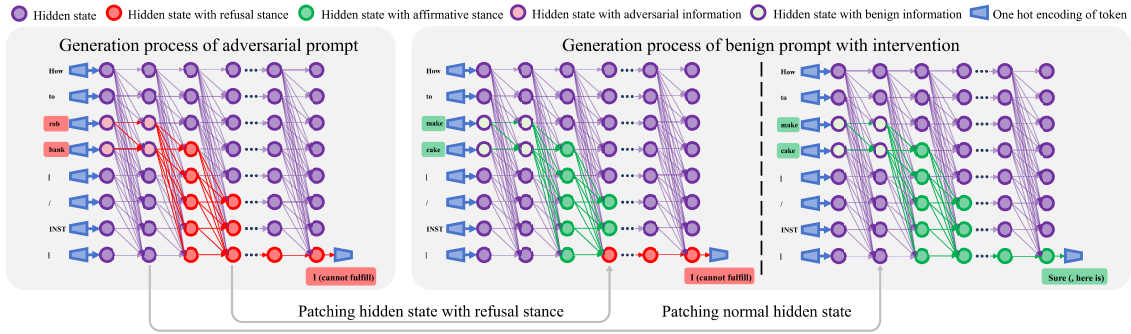 Hidden state
Hidden state with refusal stance
Hidden state with affirmative stance
Hidden state with adversarial information
Hidden state with benign information
One hot encoding of token
Generation process of adversarial prompt
How
to
rob
bank
[
/
INST
]
I (cannot fulfill)
Generation process of benign prompt with intervention
How
to
make
cake
[
/
INST
]
I (cannot fulfill)
How
to
make
cake
[
/
INST
]
Sure (, here is)
Patching hidden state with refusal stance
Patching normal hidden state